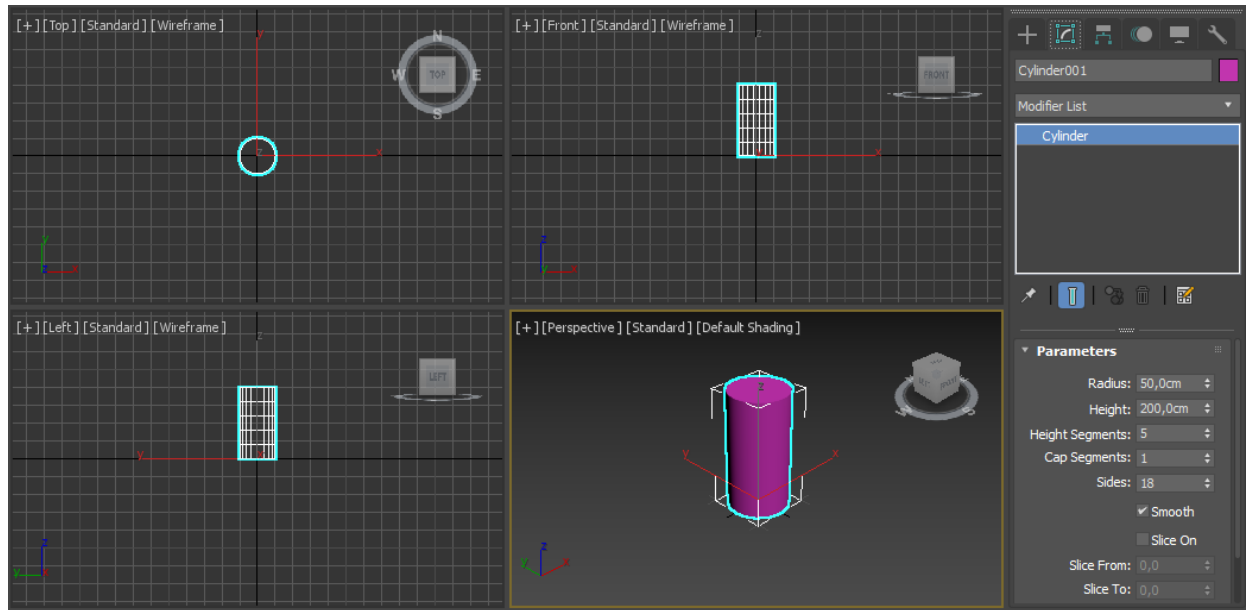 [+] [Top] [Standard] [Wireframe]
y
N
W
TOP
E
S
z
x
y
z
x
[+] [Front] [Standard] [Wireframe]
z
FRONT
x
x
z
y
x
[+] [Left] [Standard] [Wireframe]
z
LEFT
y
y
z
y
x
[+] [Perspective] [Standard] [Default Shading]
z
LEFT
FRONT
W
S
y
x
z
y
x
Cylinder001
Modifier List
Cylinder
Parameters
Radius: 50,0cm
Height: 200,0cm
Height Segments: 5
Cap Segments: 1
Sides: 18
Smooth
Slice On
Slice From: 0,0
Slice To: 0,0